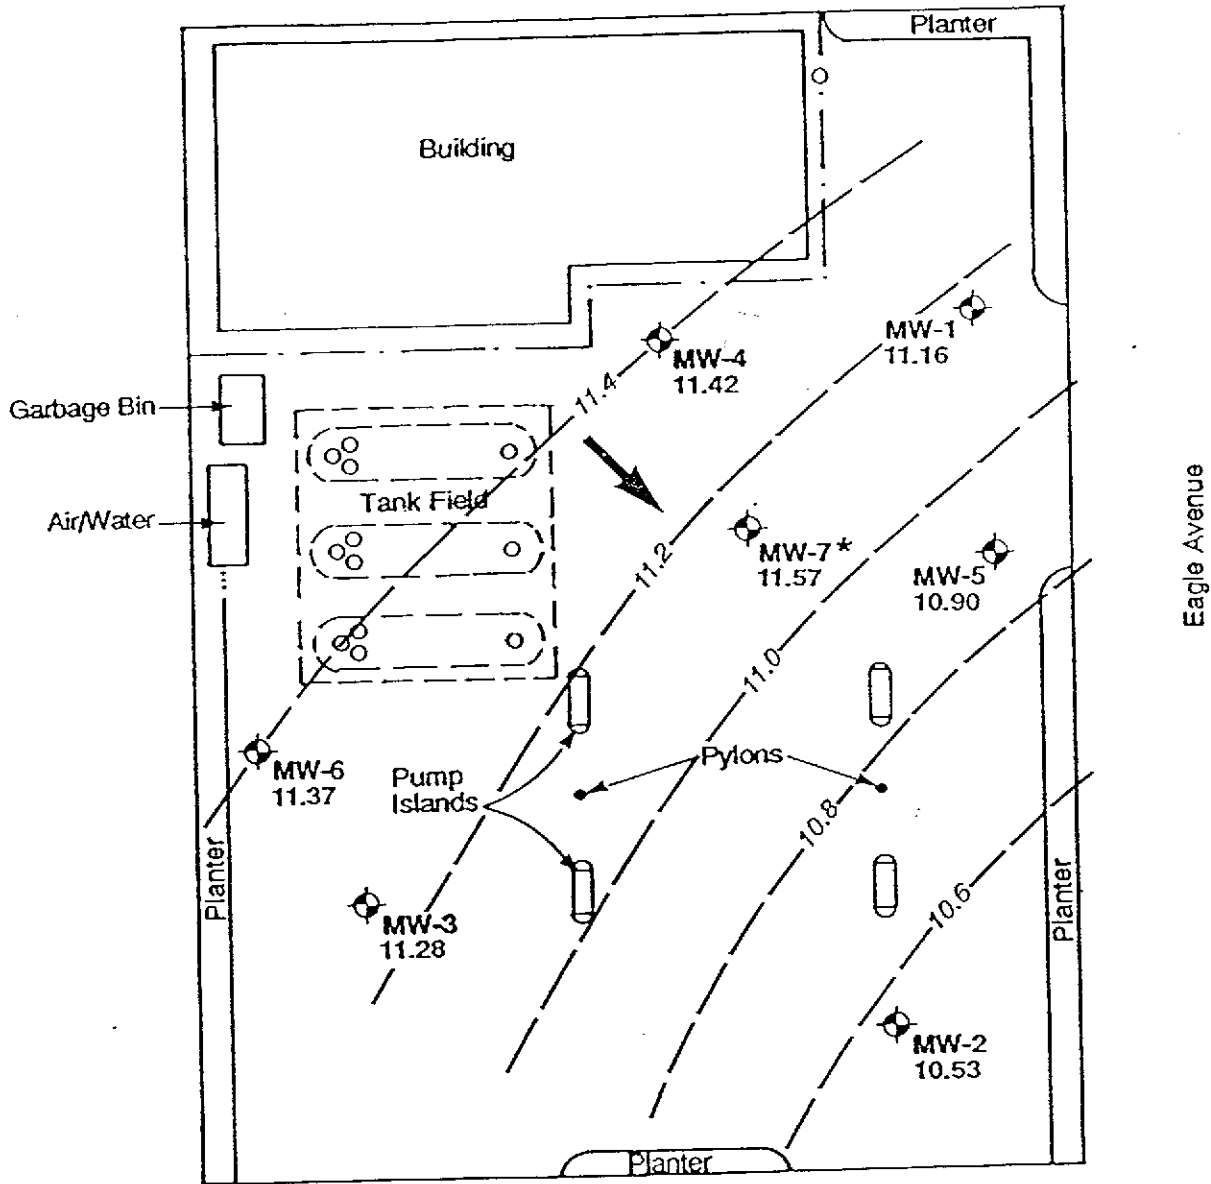 Planter
Building
MW-1
11.16
MW-4
11.42
11.4
Garbage Bin
Tank Field
Air/Water
11.2
MW-7*
11.57
MW-5
10.90
Eagle Avenue
11.0
Pylons
MW-6
11.37
Pump
Islands
10.8
Planter
10.6
Planter
MW-3
11.28
MW-2
10.53
Planter